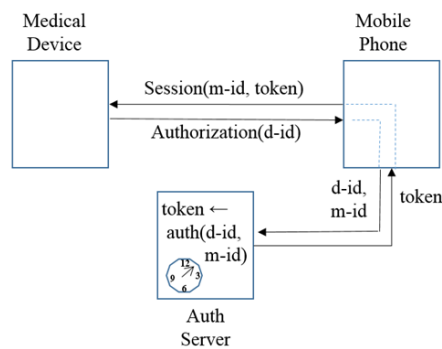 Medical
Device
Mobile
Phone
Session(m-id, token)
Authorization(d-id)
d-id,
m-id
token
token ←
auth(d-id,
m-id)
12
9
3
6
Auth
Server